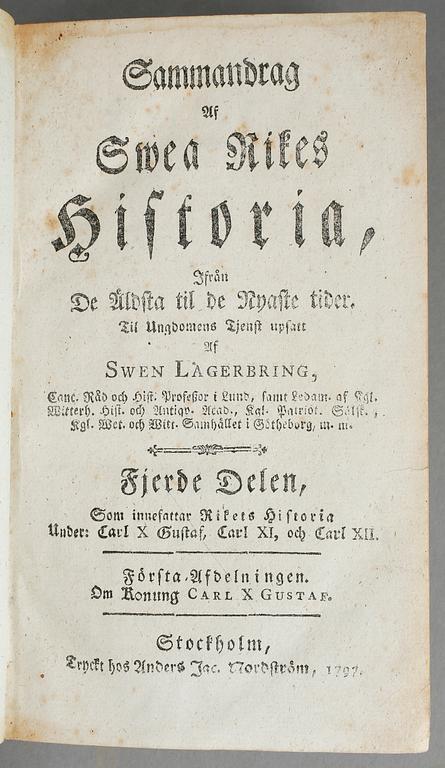 Sammandrag
Af
Swea Rikes
Historia,
Ifrån
De Äldsta til de Nyaste tider.
Til Ungdomens Tjenst upsatt
Af
SWEN LAGERBRING,
Canc. Råd och Hist. Profeßor i Lund, samt Ledam. af Kgl.
Witterh. Hist. och Antiqv. Acad., Kgl. Patriot. Sälsk.,
Kgl. Wet. och Witt. Samhället i Götheborg, m. m.
Fjerde Delen,
Som innefattar Rikets Historia
Under: Carl X Gustaf, Carl XI, och Carl XII.
Första Afdelningen.
Om Konung CARL X GUSTAF.
Stockholm,
Tryckt hos Anders Jac. Nordström, 1797.